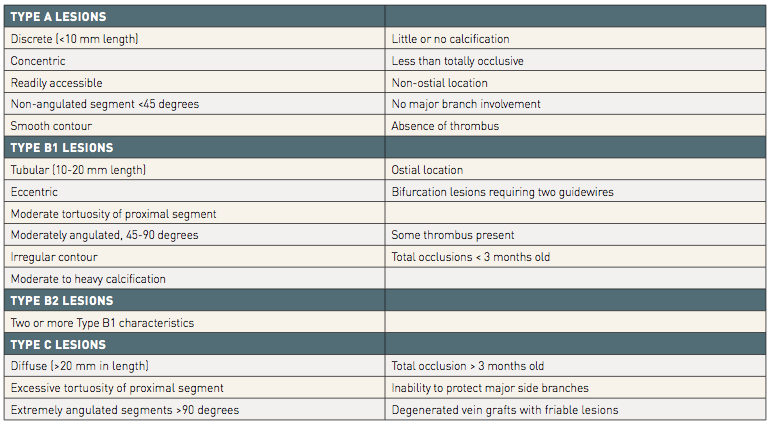 TYPE A LESIONS
Discrete (<10 mm length) Little or no calcification
Concentric Less than totally occlusive
Readily accessible Non-ostial location
Non-angulated segment <45 degrees No major branch involvement
Smooth contour Absence of thrombus
TYPE B1 LESIONS
Tubular (10-20 mm length) Ostial location
Eccentric Bifurcation lesions requiring two guidewires
Moderate tortuosity of proximal segment
Moderately angulated, 45-90 degrees Some thrombus present
Irregular contour Total occlusions < 3 months old
Moderate to heavy calcification
TYPE B2 LESIONS
Two or more Type B1 characteristics
TYPE C LESIONS
Diffuse (>20 mm in length) Total occlusion > 3 months old
Excessive tortuosity of proximal segment Inability to protect major side branches
Extremely angulated segments >90 degrees Degenerated vein grafts with friable lesions